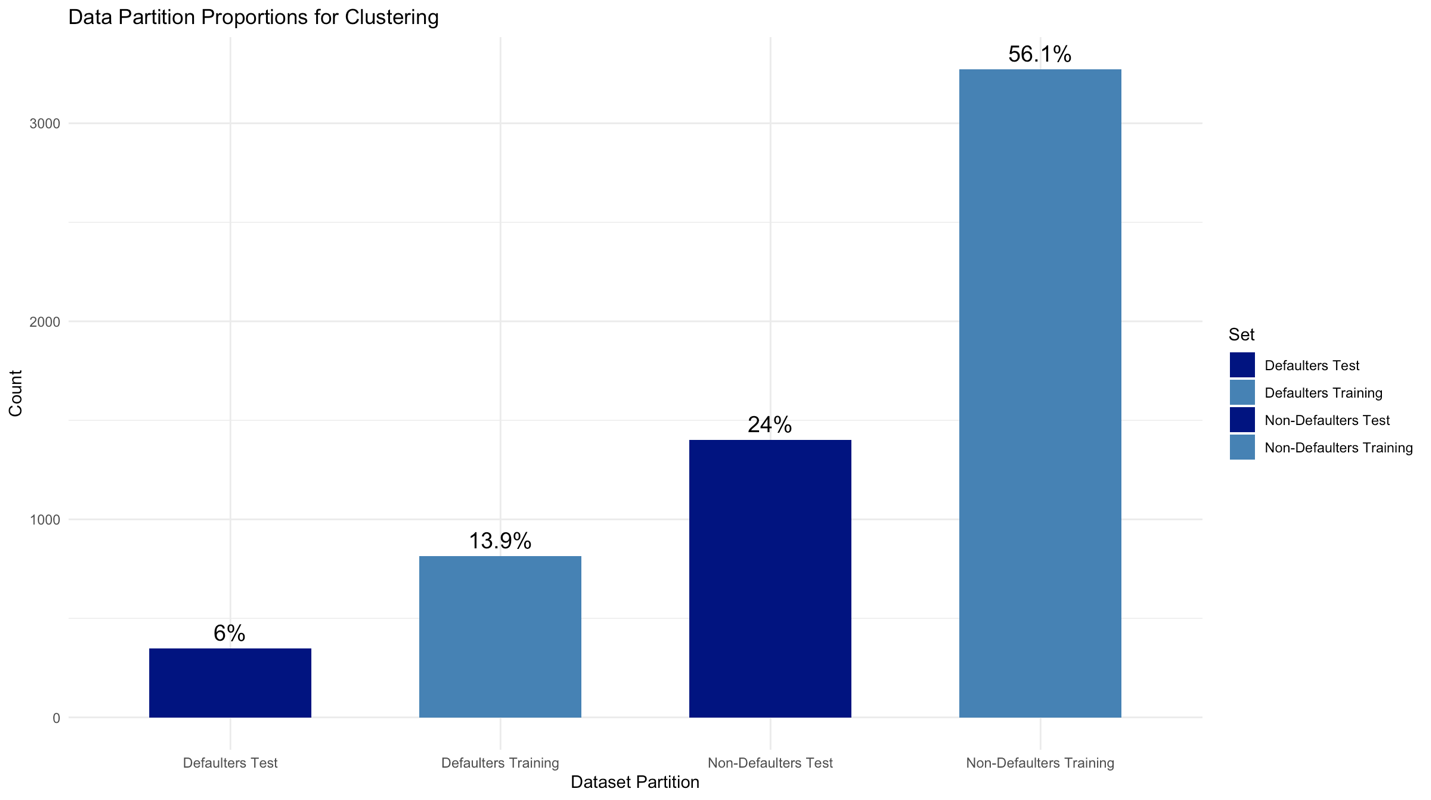 Data Partition Proportions for Clustering
56.1%
3000
2000
24%
1000
13.9%
6%
0
Count
Defaulters Test
Defaulters Training
Non-Defaulters Test
Non-Defaulters Training
Dataset Partition
Set
Defaulters Test
Defaulters Training
Non-Defaulters Test
Non-Defaulters Training